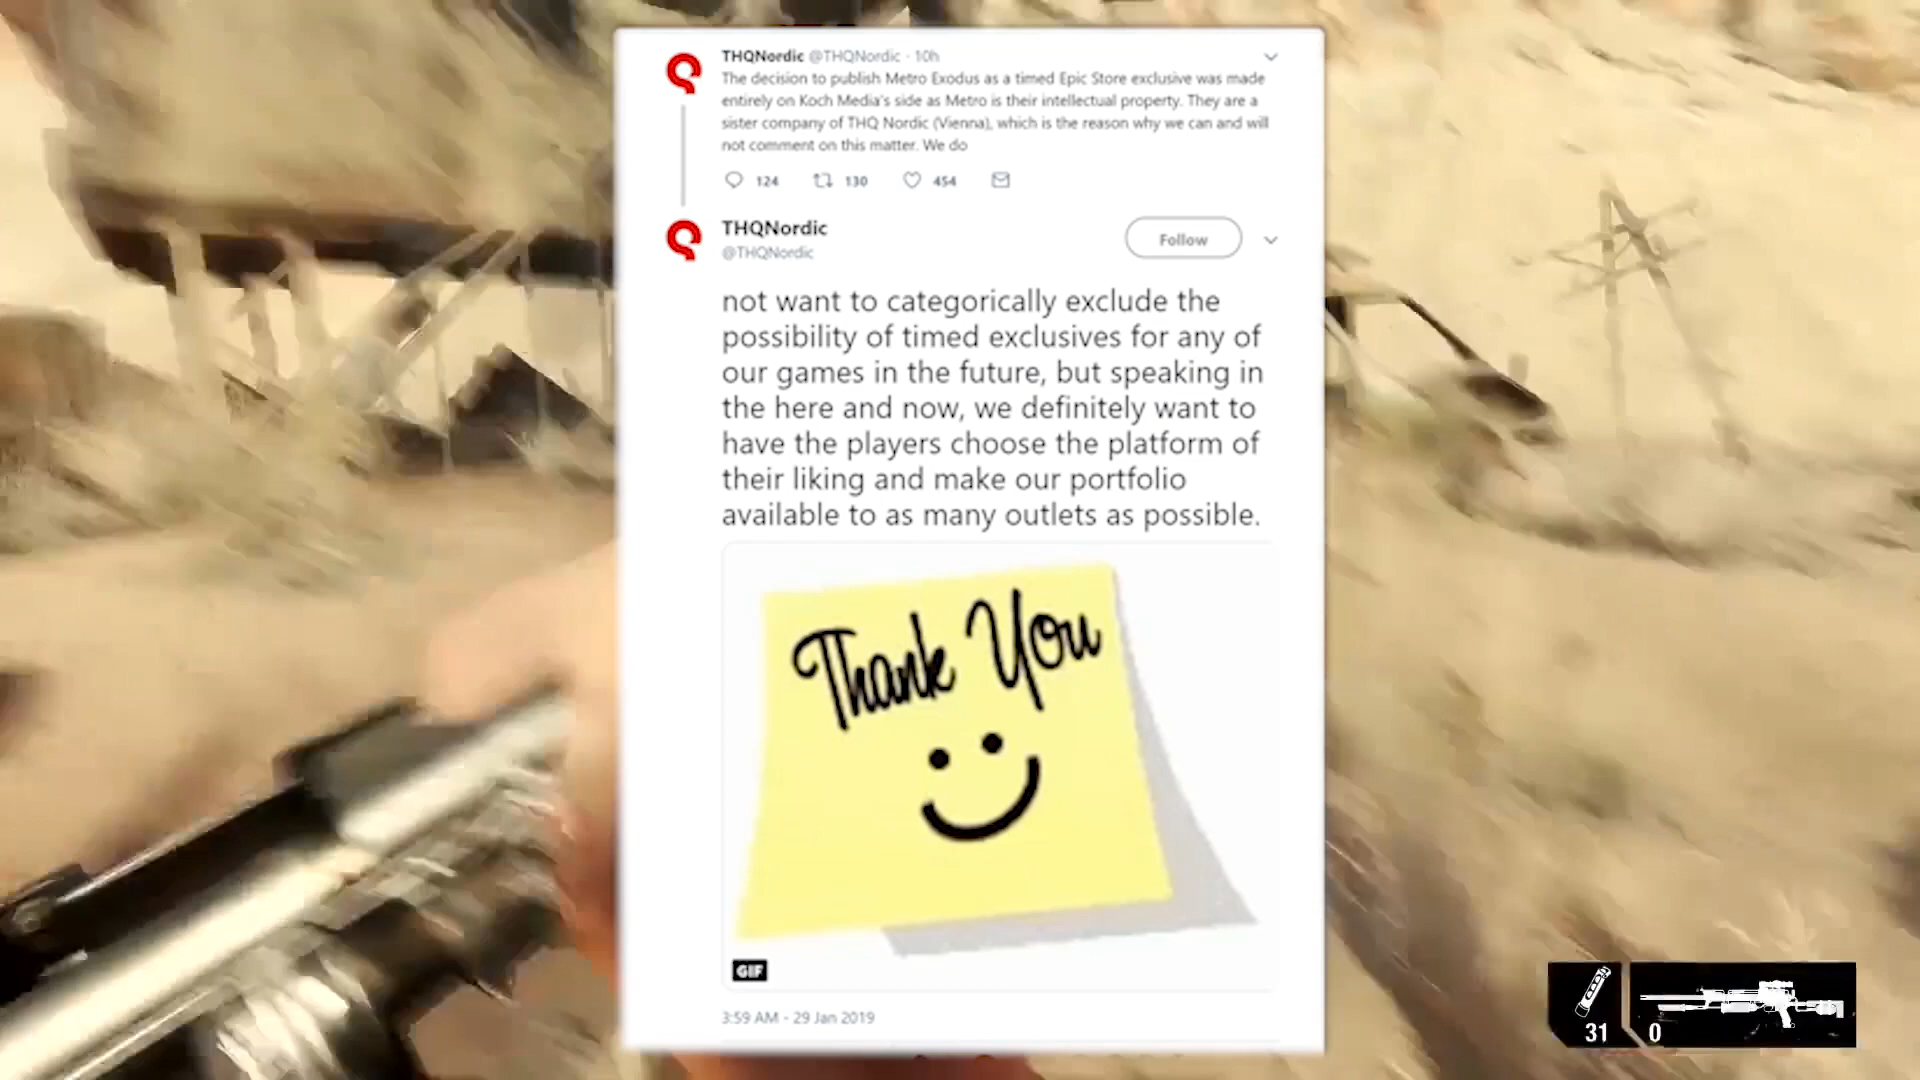 THQNordic @THQNordic · 10h
The decision to publish Metro Exodus as a timed Epic Store exclusive was made
entirely on Koch Media's side as Metro is their intellectual property. They are a
sister company of THQ Nordic (Vienna), which is the reason why we can and will
not comment on this matter. We do
124 130 454
THQNordic
@THQNordic
Follow
not want to categorically exclude the
possibility of timed exclusives for any of
our games in the future, but speaking in
the here and now, we definitely want to
have the players choose the platform of
their liking and make our portfolio
available to as many outlets as possible.
Thank You
GIF
3:59 AM - 29 Jan 2019
31 0